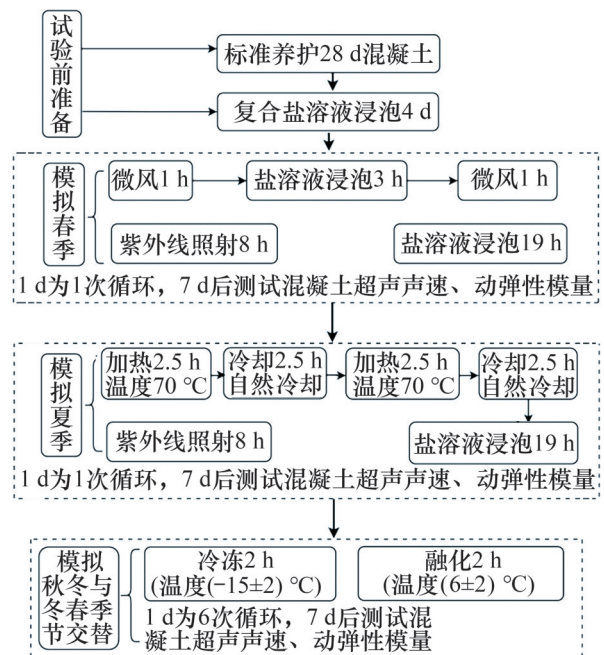 试验前准备
标准养护28 d混凝土
复合盐溶液浸泡4 d
模拟春季
微风1 h
盐溶液浸泡3 h
微风1 h
紫外线照射8 h
盐溶液浸泡19 h
1 d为1次循环，7 d后测试混凝土超声声速、动弹性模量
模拟夏季
加热2.5 h
温度70 °C
冷却2.5 h
自然冷却
加热2.5 h
温度70 °C
冷却2.5 h
自然冷却
紫外线照射8 h
盐溶液浸泡19 h
1 d为1次循环，7 d后测试混凝土超声声速、动弹性模量
模拟
秋冬与
冬春季
节交替
冷冻2 h
(温度(-15±2) °C)
融化2 h
(温度(6±2) °C)
1 d为6次循环，7 d后测试混
凝土超声声速、动弹性模量